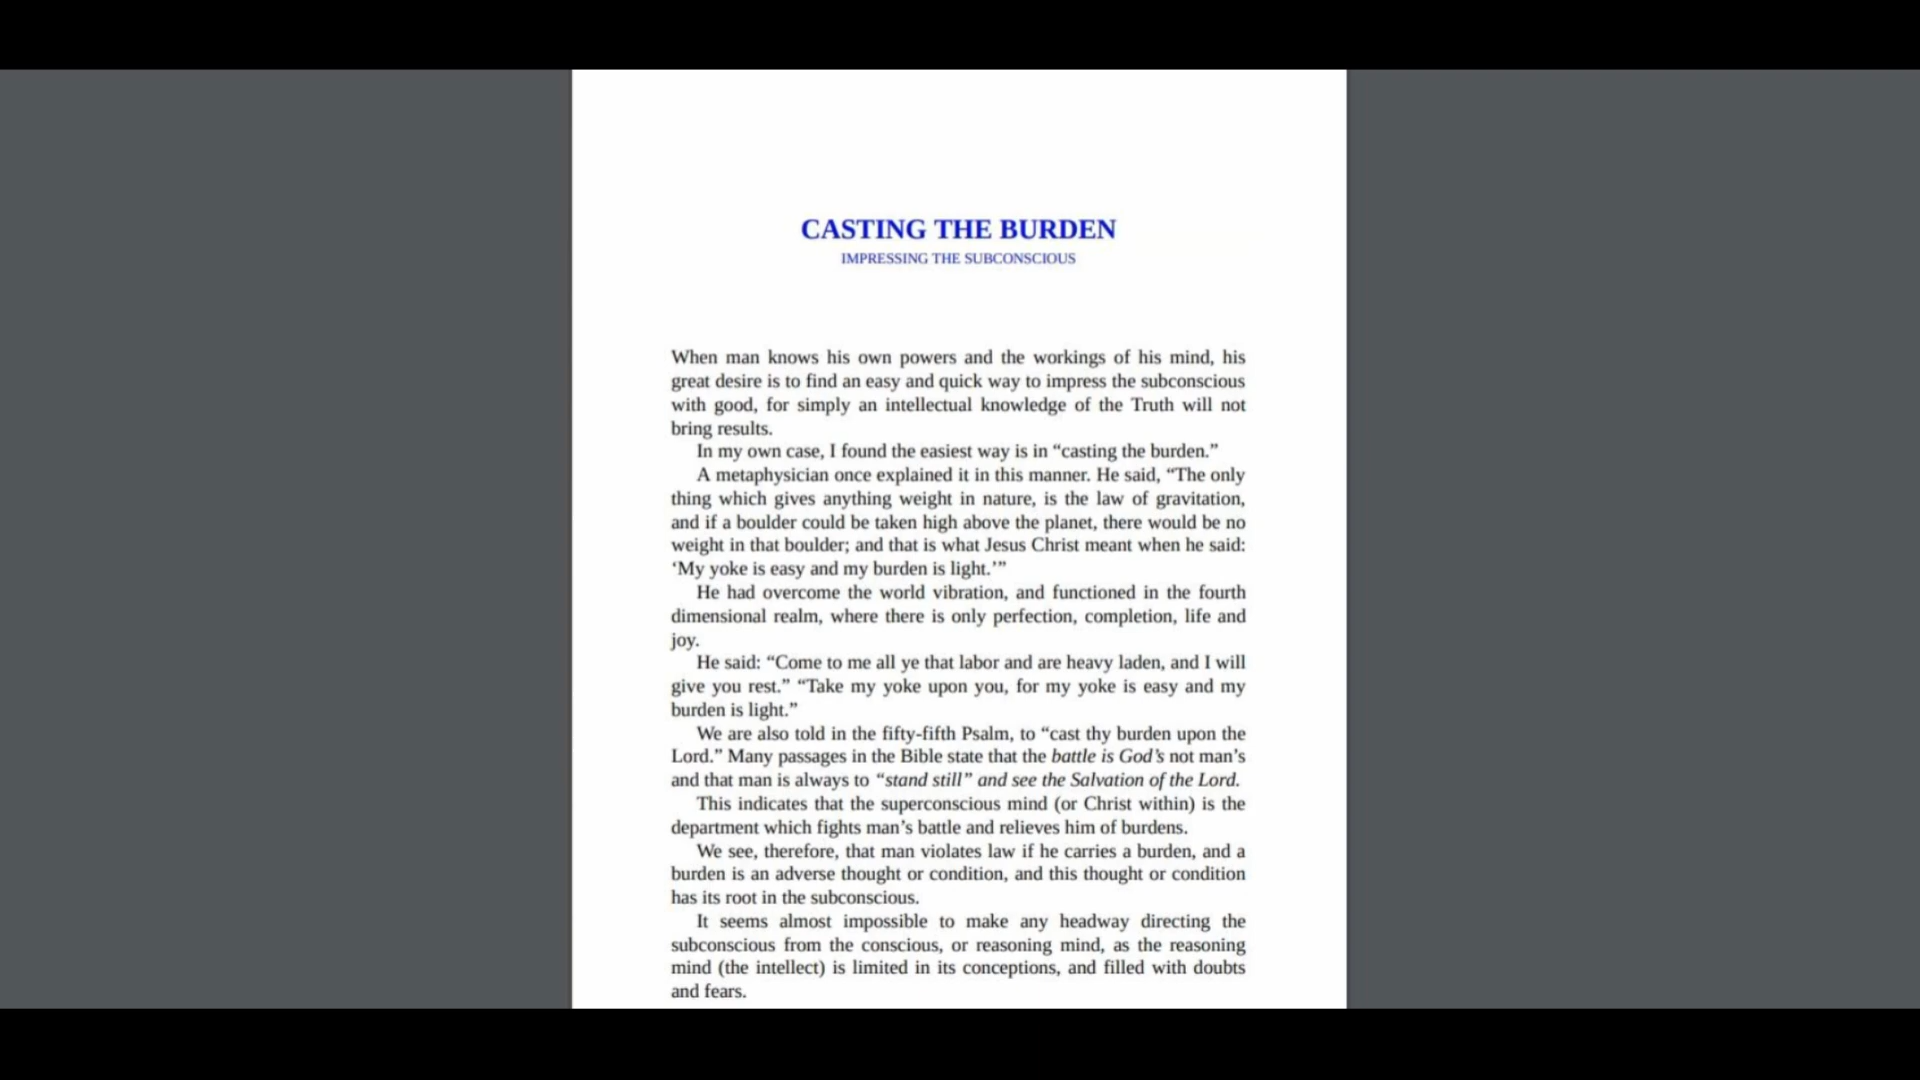 CASTING THE BURDEN
IMPRESSING THE SUBCONSCIOUS
When man knows his own powers and the workings of his mind, his
great desire is to find an easy and quick way to impress the subconscious
with good, for simply an intellectual knowledge of the Truth will not
bring results.
In my own case, I found the easiest way is in “casting the burden.”
A metaphysician once explained it in this manner. He said, “The only
thing which gives anything weight in nature, is the law of gravitation,
and if a boulder could be taken high above the planet, there would be no
weight in that boulder; and that is what Jesus Christ meant when he said:
‘My yoke is easy and my burden is light.’”
He had overcome the world vibration, and functioned in the fourth
dimensional realm, where there is only perfection, completion, life and
joy.
He said: “Come to me all ye that labor and are heavy laden, and I will
give you rest.” “Take my yoke upon you, for my yoke is easy and my
burden is light.”
We are also told in the fifty-fifth Psalm, to “cast thy burden upon the
Lord.” Many passages in the Bible state that the battle is God’s not man’s
and that man is always to “stand still” and see the Salvation of the Lord.
This indicates that the superconscious mind (or Christ within) is the
department which fights man’s battle and relieves him of burdens.
We see, therefore, that man violates law if he carries a burden, and a
burden is an adverse thought or condition, and this thought or condition
has its root in the subconscious.
It seems almost impossible to make any headway directing the
subconscious from the conscious, or reasoning mind, as the reasoning
mind (the intellect) is limited in its conceptions, and filled with doubts
and fears.